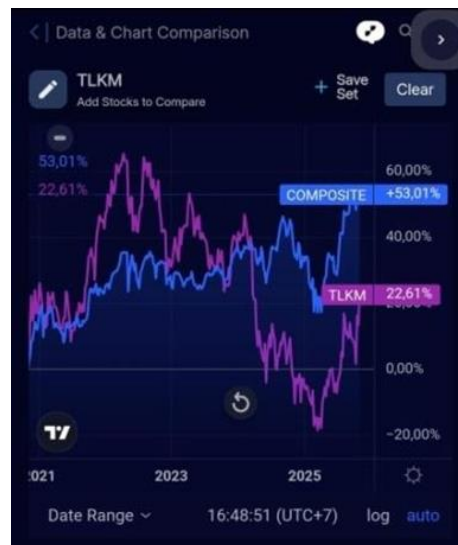 Data & Chart Comparison
TLKM
Add Stocks to Compare
+ Save Set
Clear
53,01%
22,61%
60,00%
COMPOSITE +53,01%
40,00%
TLKM 22,61%
0,00%
-20,00%
2021
2023
2025
Date Range
16:48:51 (UTC+7)
log
auto